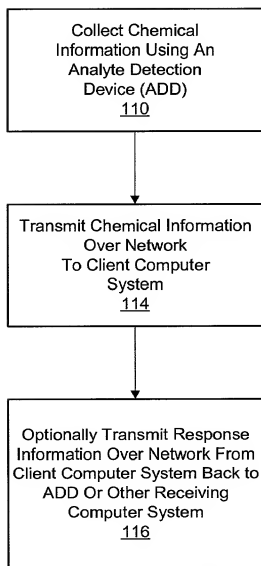 Collect Chemical
Information Using An
Analyte Detection
Device (ADD)
110
Transmit Chemical Information
Over Network
To Client Computer
System
114
Optionally Transmit Response
Information Over Network From
Client Computer System Back to
ADD Or Other Receiving
Computer System
116